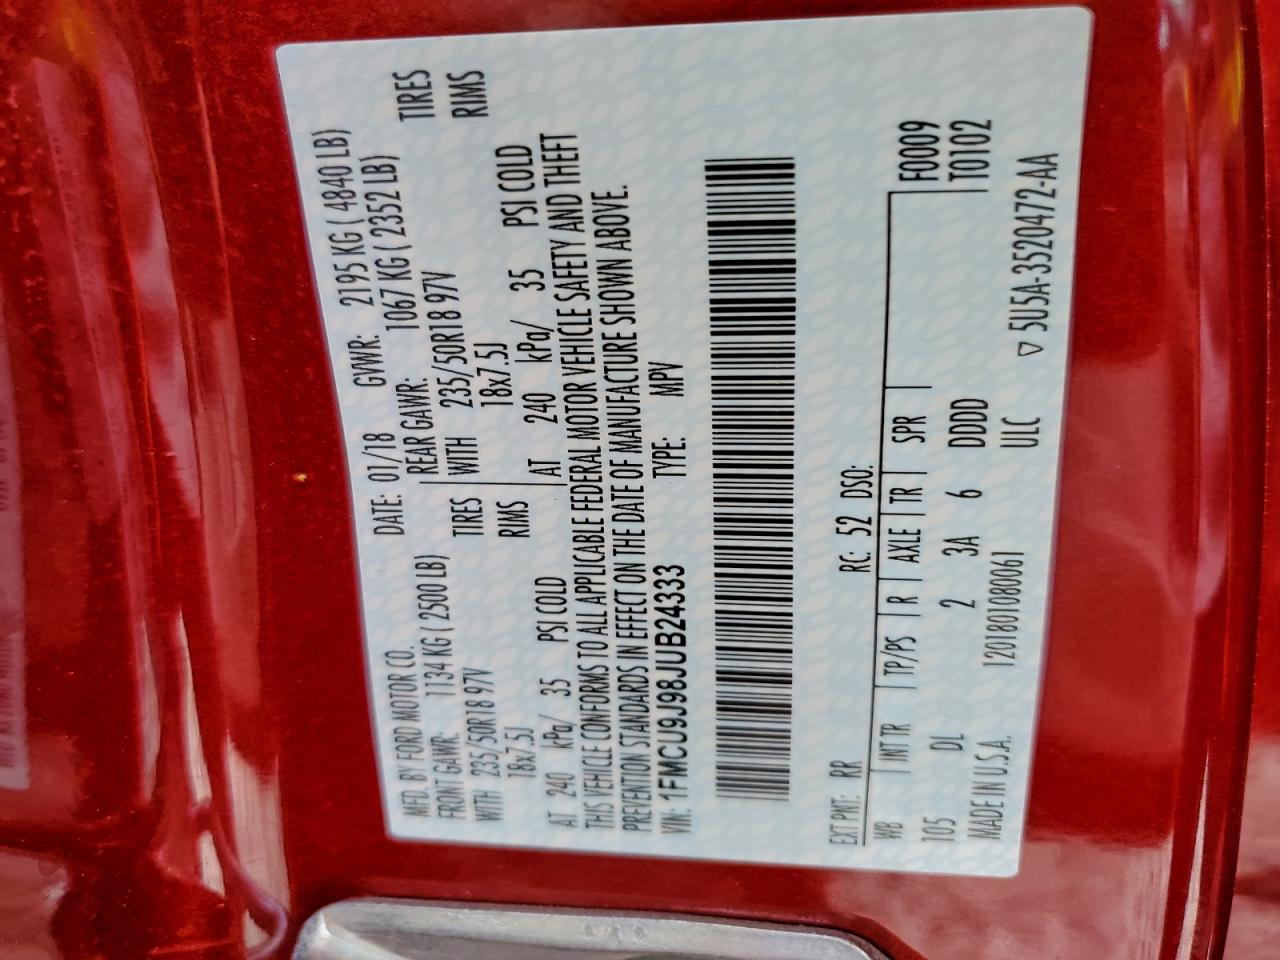 MFD. BY FORD MOTOR CO.
DATE: 01/18 GVWR: 2195 KG ( 4840 LB)
FRONT GAWR: 1134 KG ( 2500 LB) REAR GAWR: 1067 KG ( 2352 LB)
WITH 235/50R18 97V TIRES WITH 235/50R18 97V TIRES
18x7.5J RIMS 18x7.5J RIMS
AT 240 kPa/ 35 PSI COLD AT 240 kPa/ 35 PSI COLD
THIS VEHICLE CONFORMS TO ALL APPLICABLE FEDERAL MOTOR VEHICLE SAFETY AND THEFT
PREVENTION STANDARDS IN EFFECT ON THE DATE OF MANUFACTURE SHOWN ABOVE.
VIN: 1FMCU9J98JUB24333 TYPE: MPV
EXT PNT: RR RC: 52 DSO:
WB INT TR TP/PS R AXLE TR SPR F0009
105 DL 2 3A 6 DDDD T0102
MADE IN U.S.A. 120180108006 1 ULC
▽ 5U5A-3520472-AA